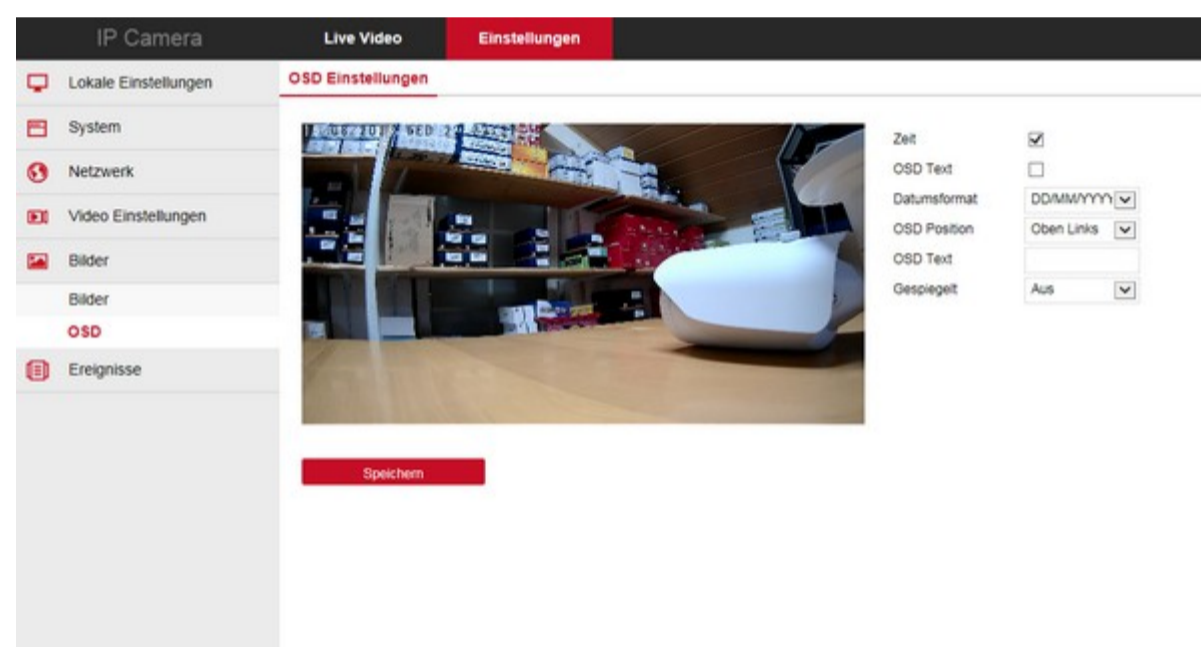 IP Camera
Live Video
Einstellungen
Lokale Einstellungen
OSD Einstellungen
System
Netzwerk
Video Einstellungen
Bilder
Bilder
OSD
Ereignisse
Zeit
OSD Text
Datumsformat DD/MM/YYYY
OSD Position Oben Links
OSD Text
Gespiegelt Aus
Speichern